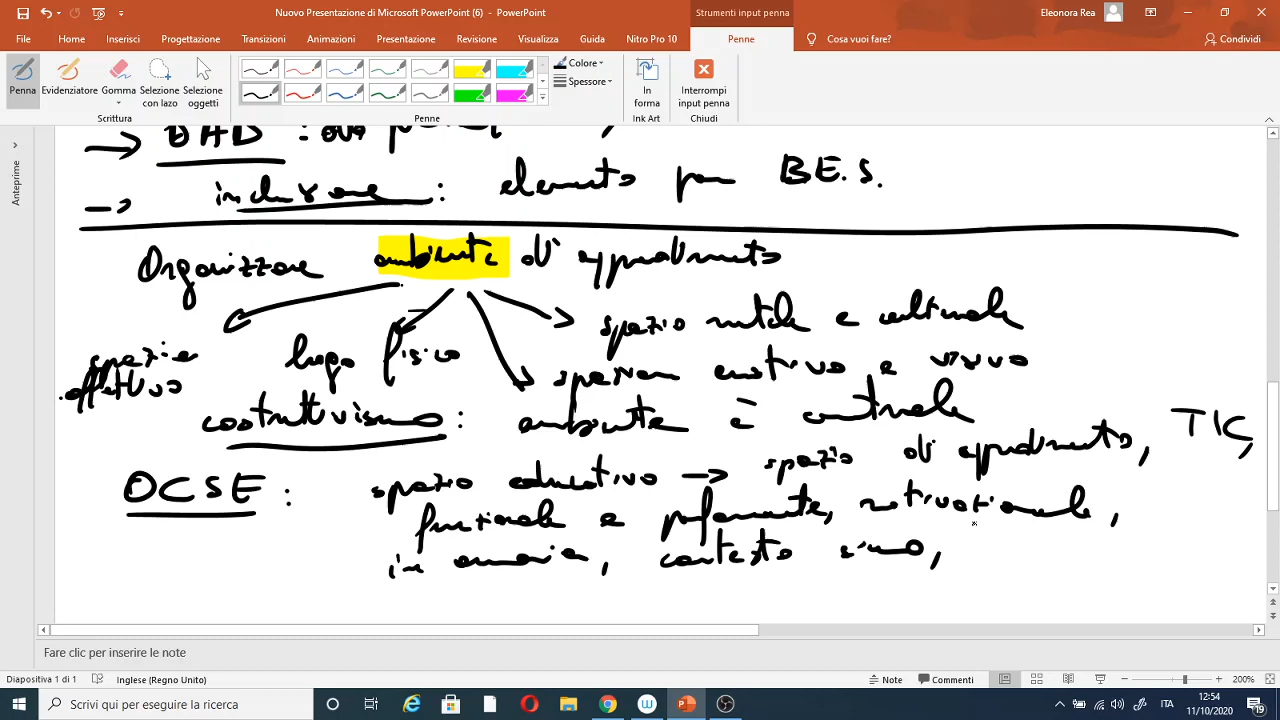 Nuovo Presentazione di Microsoft PowerPoint (6) - PowerPoint
Strumenti input penna
Eleonora Rea
File Home Inserisci Progettazione Transizioni Animazioni Presentazione Revisione Visualizza Guida Nitro Pro 10 Penne Cosa vuoi fare? Condividi
Penna Evidenziatore Gomma Selezione con lazo Selezione oggetti
Colore
Spessore
In forma
Interrompi input penna
Scrittura Penne Ink Art Chiudi
Anteprime
→ DAD :
→ inclusione : elemento per B.E.S.
Organizzare ambiente di apprendimento
spazio mentale e culturale
spazio affettivo
luogo fisico
spazio emotivo e vissuto
costruttivismo : ambiente è centrale
OCSE : spazio educativo → spazio di apprendimento, TIC,
funzionale e performante, motivazionale,
in armonia, contesto sicuro,
Fare clic per inserire le note
Diapositiva 1 di 1 Inglese (Regno Unito) Note Commenti 200%
Scrivi qui per eseguire la ricerca
ITA
12:54
11/10/2020
19